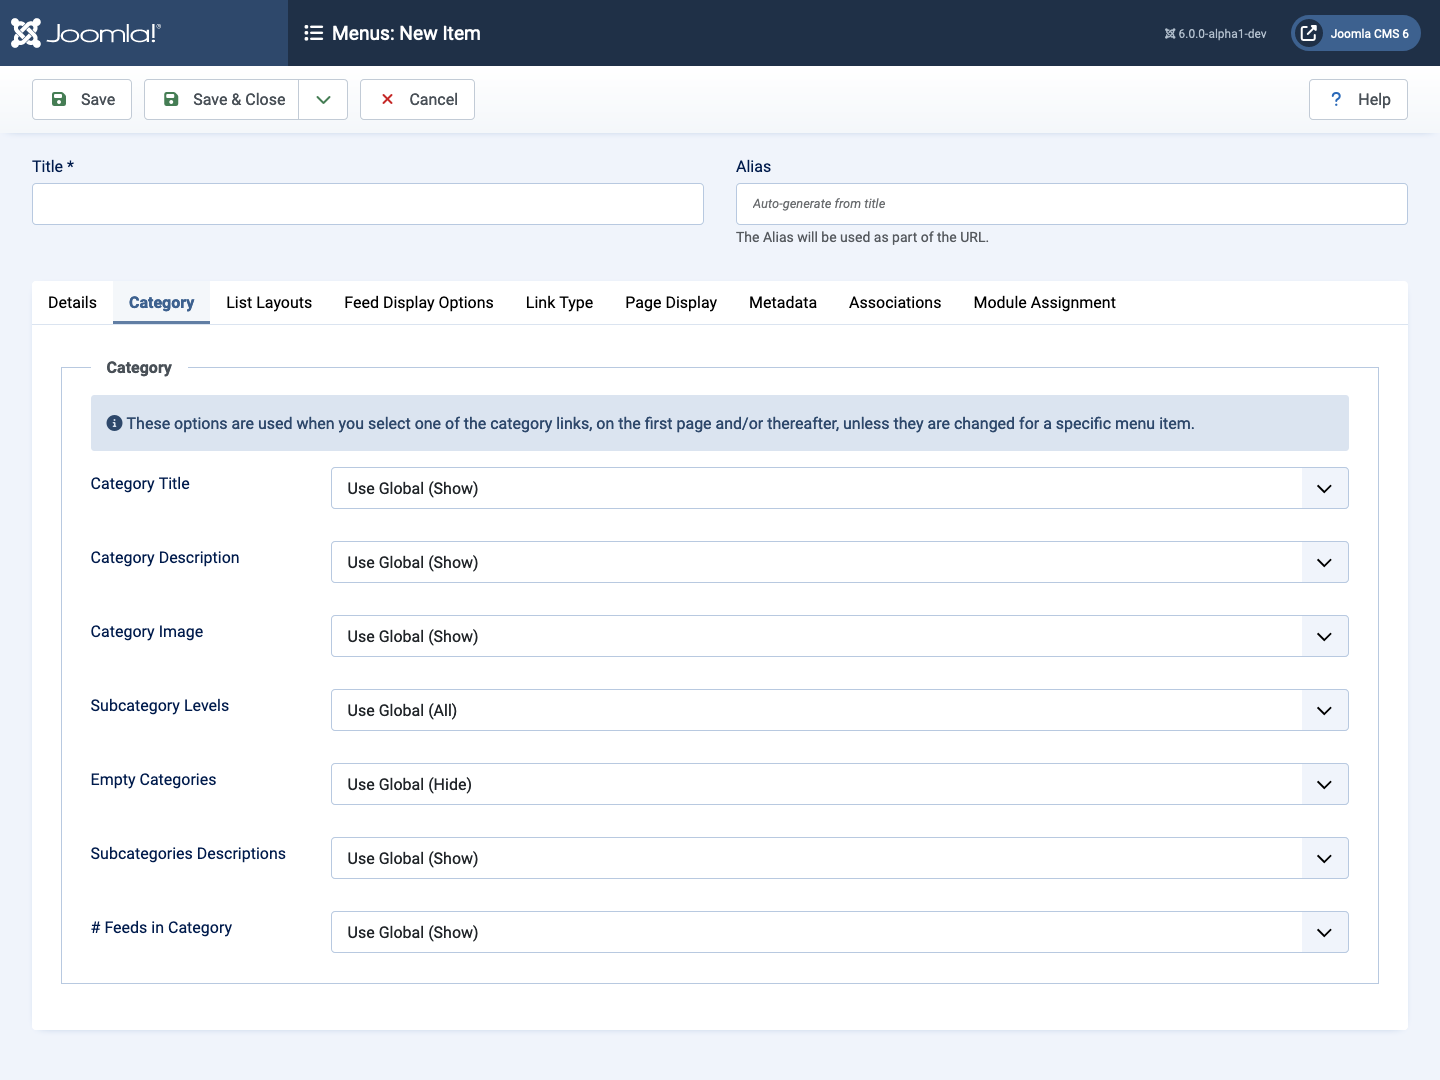 Joomla!®
Menus: New Item
6.0.0-alpha1-dev
Joomla CMS 6
Save
Save & Close
Cancel
? Help
Title *
Alias
Auto-generate from title
The Alias will be used as part of the URL.
Details Category List Layouts Feed Display Options Link Type Page Display Metadata Associations Module Assignment
Category
These options are used when you select one of the category links, on the first page and/or thereafter, unless they are changed for a specific menu item.
Category Title
Use Global (Show)
Category Description
Use Global (Show)
Category Image
Use Global (Show)
Subcategory Levels
Use Global (All)
Empty Categories
Use Global (Hide)
Subcategories Descriptions
Use Global (Show)
# Feeds in Category
Use Global (Show)